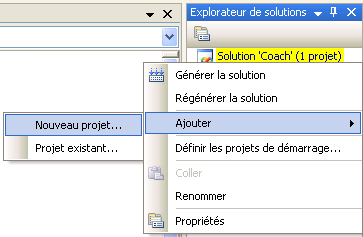 Explorateur de solutions
Solution 'Coach' (1 projet)
Générer la solution
Régénérer la solution
Ajouter
Nouveau projet...
Projet existant...
Définir les projets de démarrage...
Coller
Renommer
Propriétés